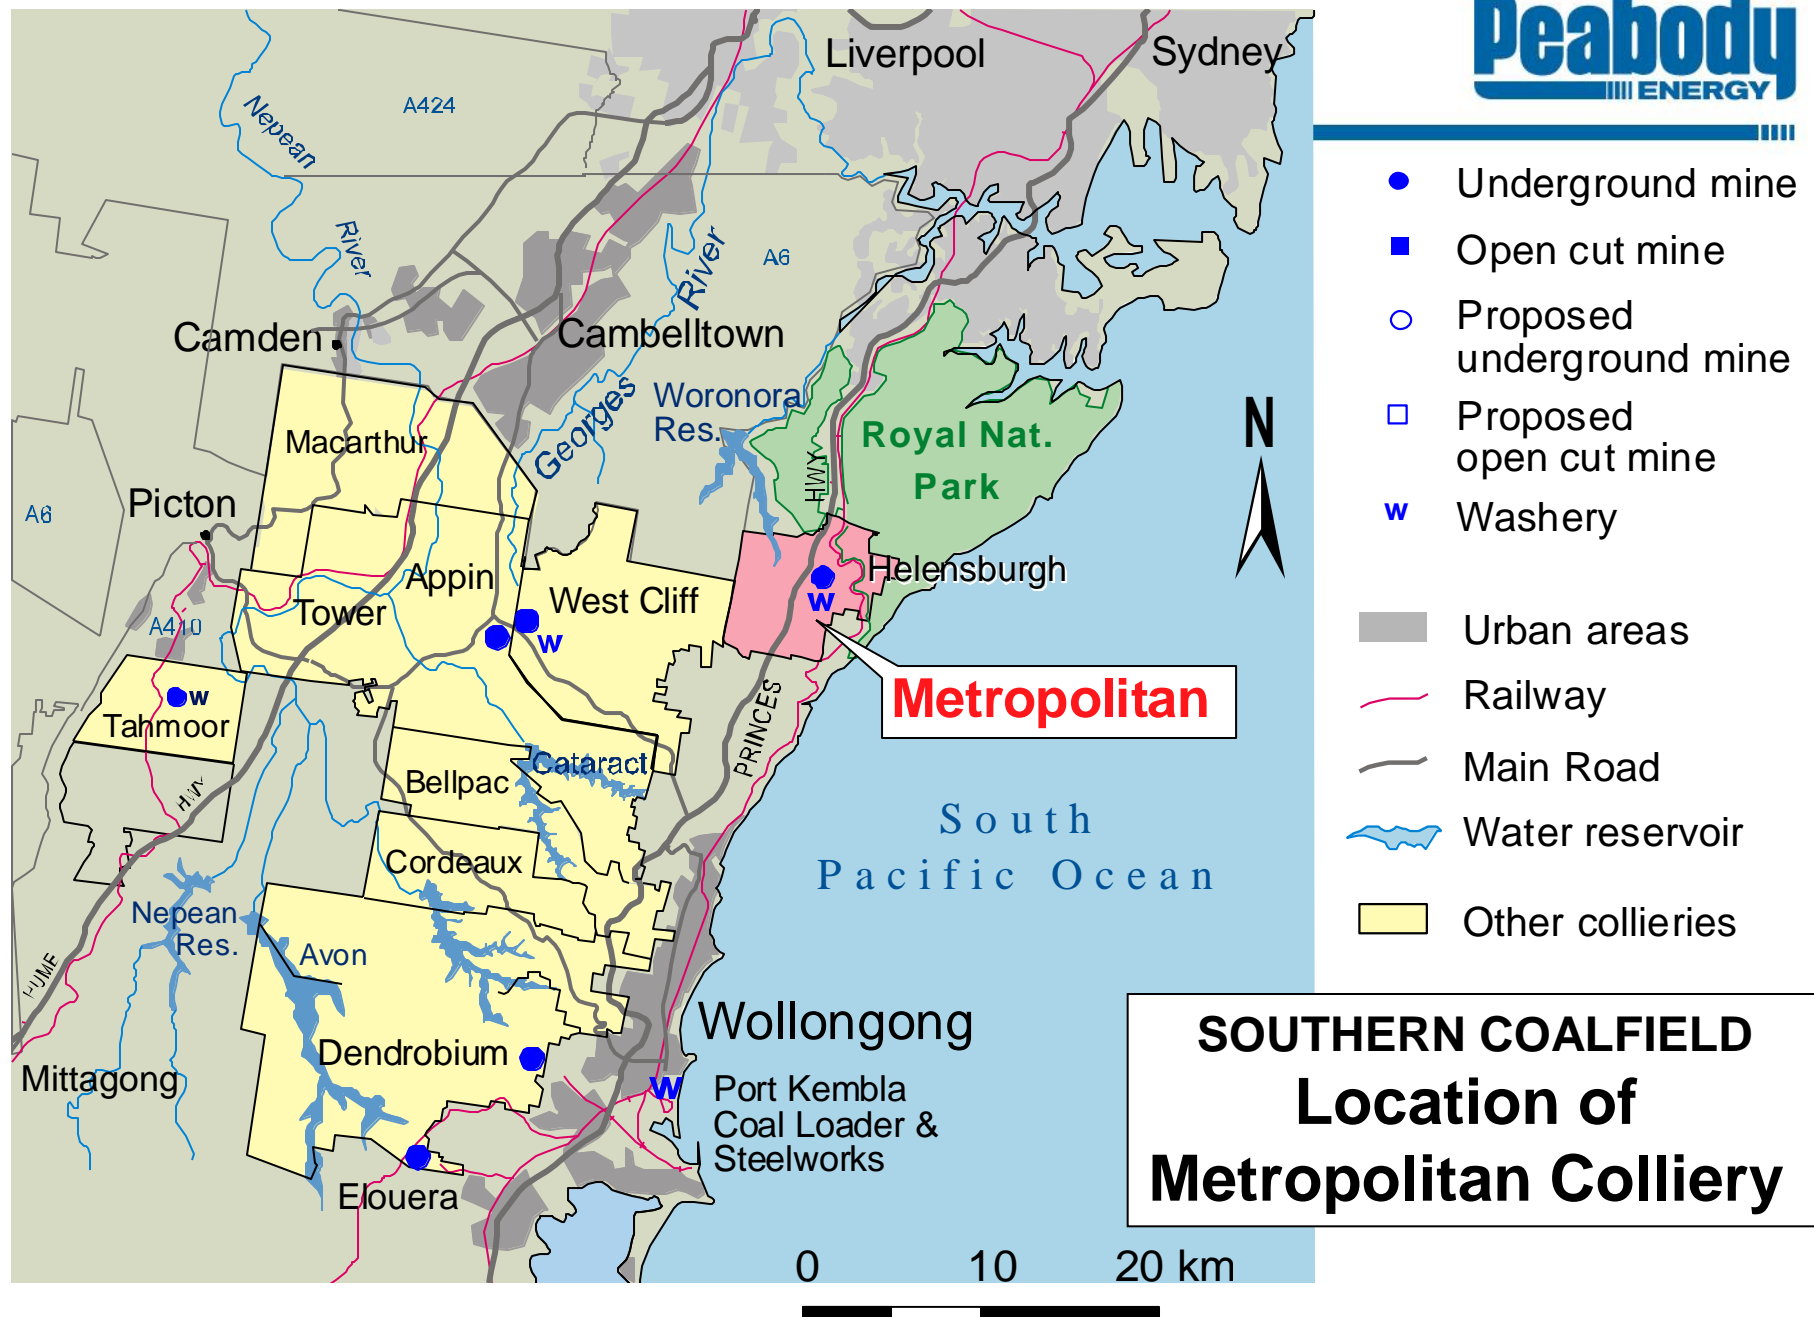 Peabody
ENERGY
Liverpool
Sydney
A424
Nepean
River
River
A6
Underground mine
Open cut mine
Proposed
underground mine
Proposed
open cut mine
w
Washery
Camden
Cambelltown
Georges
Woronora
Res.
Royal Nat.
Park
HWY
N
Macarthur
Picton
A6
Appin
West Cliff
Helensburgh
Tower
A410
w
w
w
Tahmoor
Metropolitan
PRINCES
Urban areas
Railway
Main Road
Water reservoir
Other collieries
HWY
Bellpac
Cataract
South
Pacific Ocean
Cordeaux
Nepean
Res.
Avon
HUME
Wollongong
Dendrobium
Mittagong
w
Port Kembla
Coal Loader &
Steelworks
Elouera
SOUTHERN COALFIELD
Location of
Metropolitan Colliery
0 10 20 km